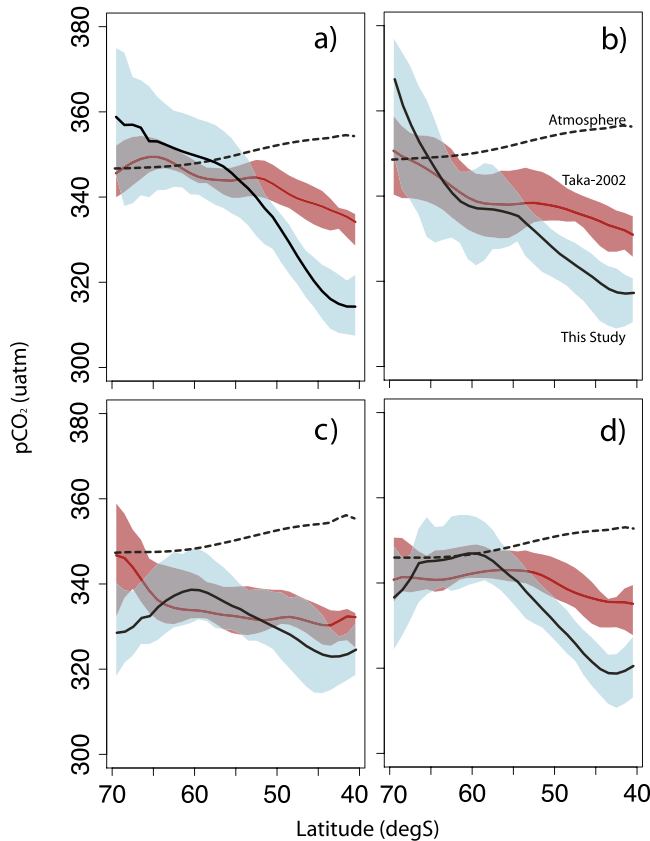 a)
b)
380
360
340
320
300
Atmosphere
Taka-2002
This Study
pCO₂ (uatm)
c)
d)
380
360
340
320
300
70 60 50 40
70 60 50 40
Latitude (degS)